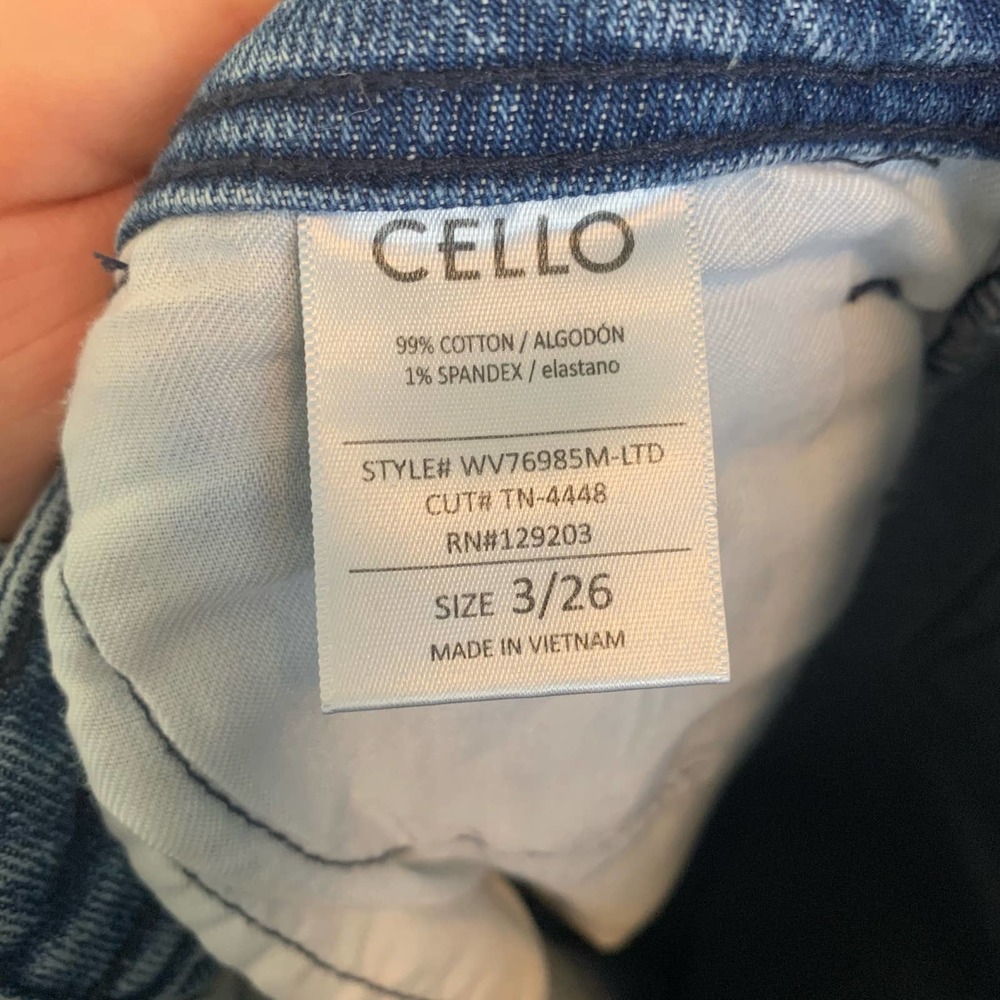 CELLO
99% COTTON / ALGODÓN
1% SPANDEX / elastano
STYLE# WV76985M-LTD
CUT# TN-4448
RN#129203
SIZE 3/26
MADE IN VIETNAM